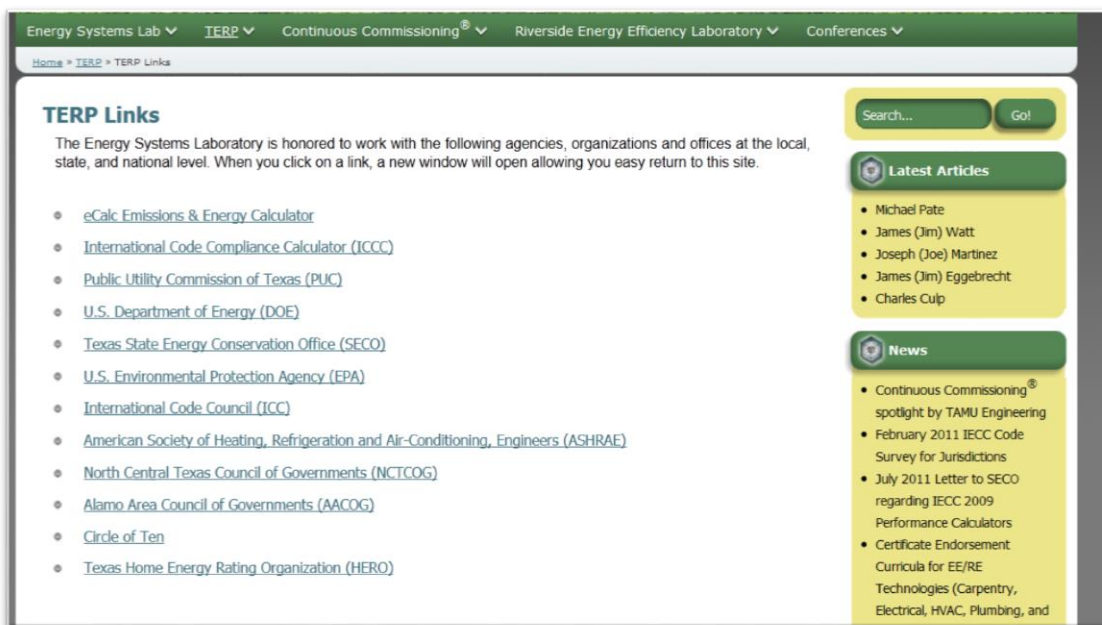 Energy Systems Lab TERP Continuous Commissioning® Riverside Energy Efficiency Laboratory Conferences
Home » TERP » TERP Links
TERP Links
The Energy Systems Laboratory is honored to work with the following agencies, organizations and offices at the local,
state, and national level. When you click on a link, a new window will open allowing you easy return to this site.
eCalc Emissions & Energy Calculator
International Code Compliance Calculator (ICCC)
Public Utility Commission of Texas (PUC)
U.S. Department of Energy (DOE)
Texas State Energy Conservation Office (SECO)
U.S. Environmental Protection Agency (EPA)
International Code Council (ICC)
American Society of Heating, Refrigeration and Air-Conditioning, Engineers (ASHRAE)
North Central Texas Council of Governments (NCTCOG)
Alamo Area Council of Governments (AACOG)
Circle of Ten
Texas Home Energy Rating Organization (HERO)
Search... Go!
Latest Articles
Michael Pate
James (Jim) Watt
Joseph (Joe) Martinez
James (Jim) Eggebrecht
Charles Culp
News
Continuous Commissioning®
spotlight by TAMU Engineering
February 2011 IECC Code
Survey for Jurisdictions
July 2011 Letter to SECO
regarding IECC 2009
Performance Calculators
Certificate Endorsement
Curricula for EE/RE
Technologies (Carpentry,
Electrical, HVAC, Plumbing, and